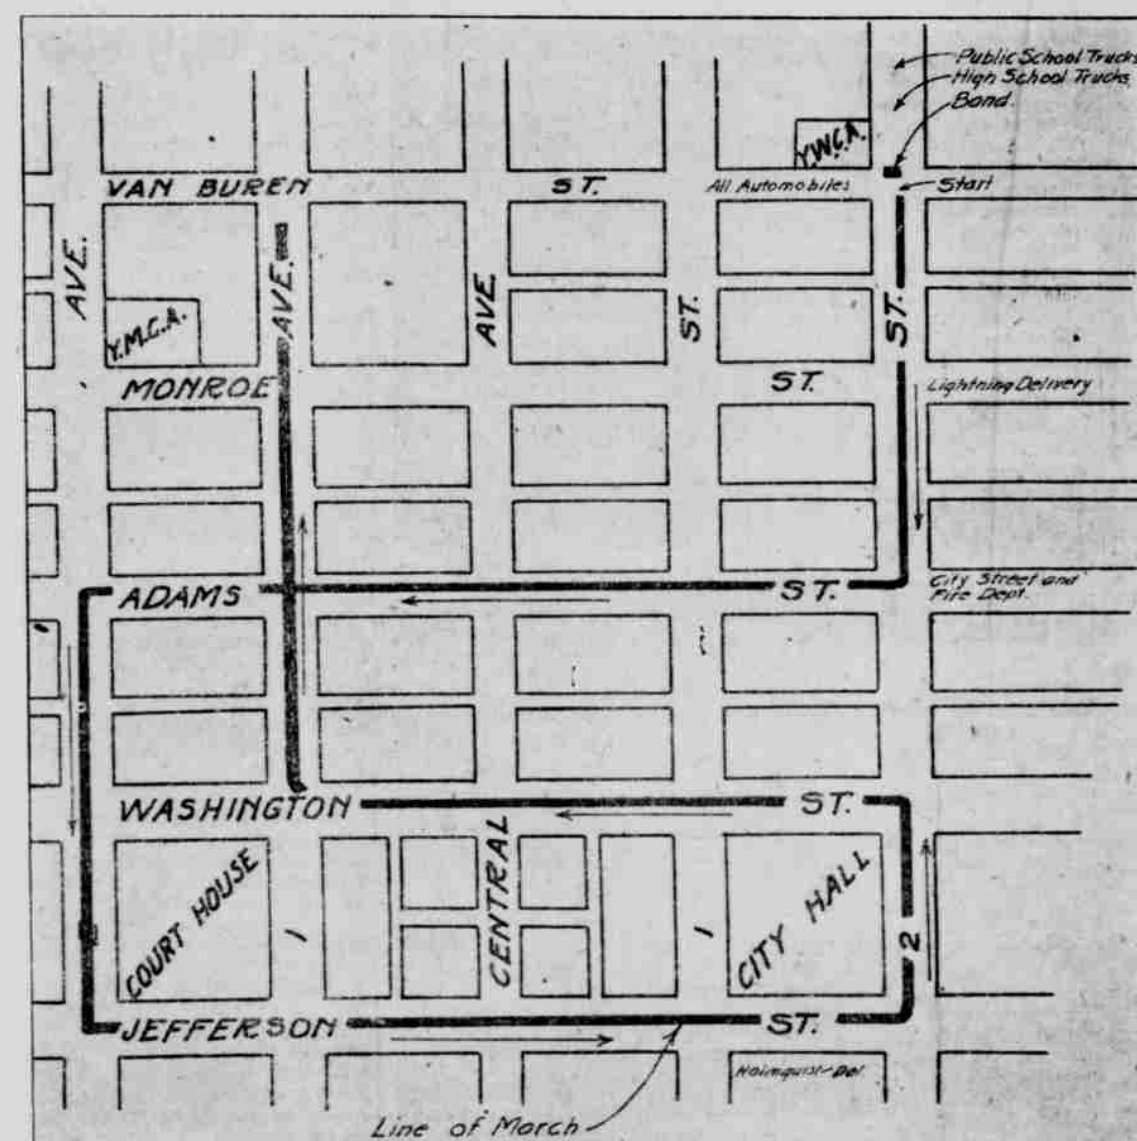 Public School Trucks
High School Trucks
Band.
Y.W.C.A.
VAN BUREN ST.
All Automobiles
Start
AVE.
AVE.
AVE.
ST.
ST.
Y.M.C.A.
MONROE ST.
Lightning Delivery
ADAMS ST.
City Street and
Fire Dept.
WASHINGTON ST.
COURT HOUSE
1
CENTRAL
1
CITY HALL
2
JEFFERSON ST.
Line of March